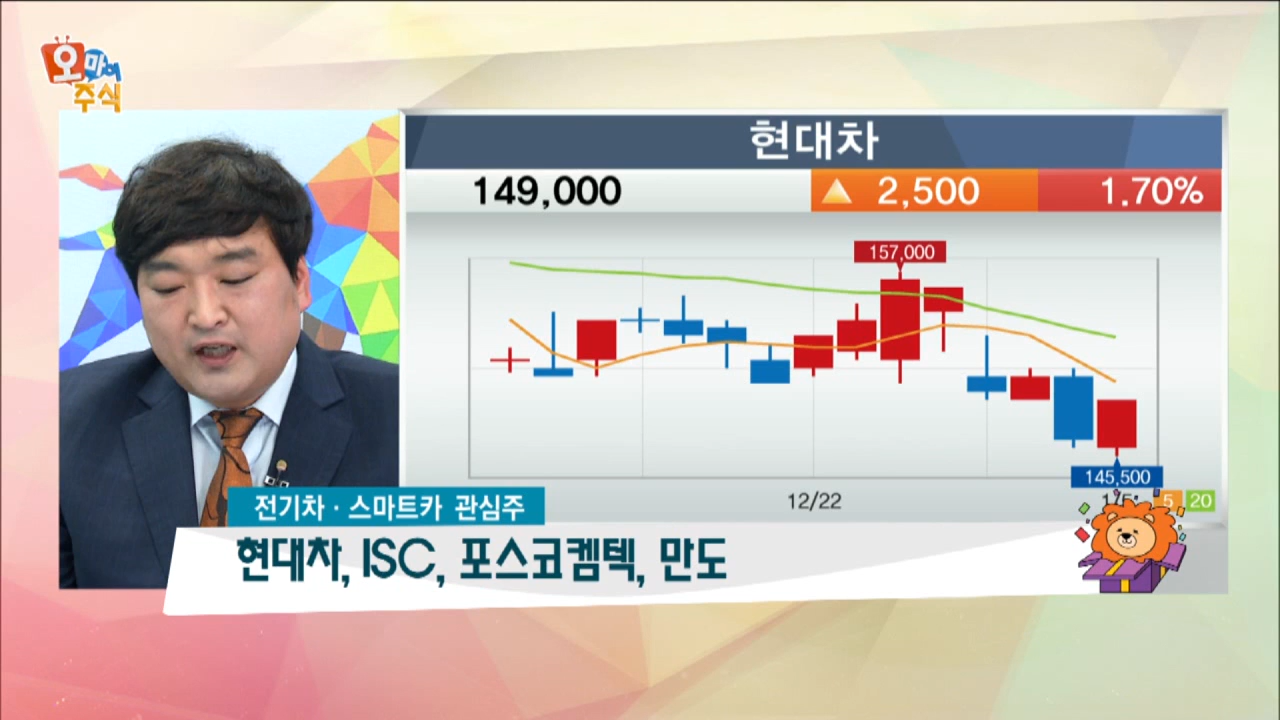 오마이
주식
현대차
149,000 ▲ 2,500 1.70%
157,000
145,500
12/22
5 20
전기차·스마트카 관심주
현대차, ISC, 포스코켐텍, 만도